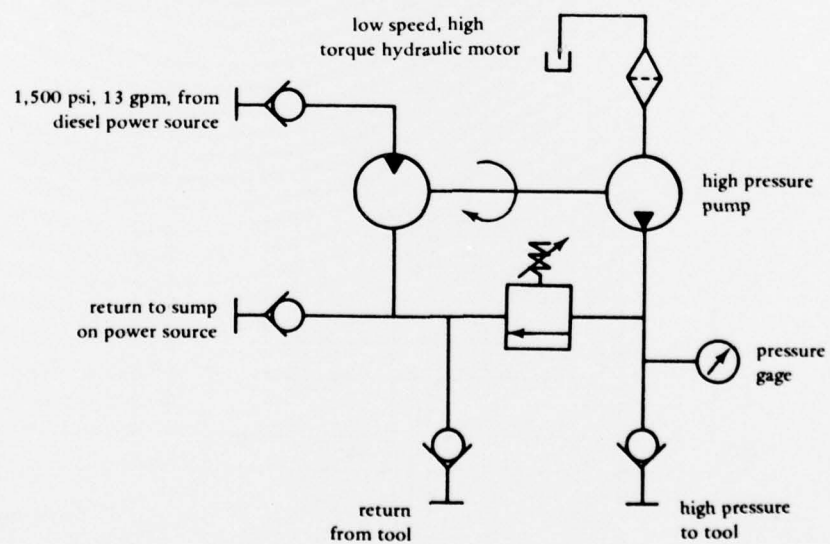 low speed, high
torque hydraulic motor
1,500 psi, 13 gpm, from
diesel power source
high pressure
pump
return to sump
on power source
pressure
gage
return
from tool
high pressure
to tool